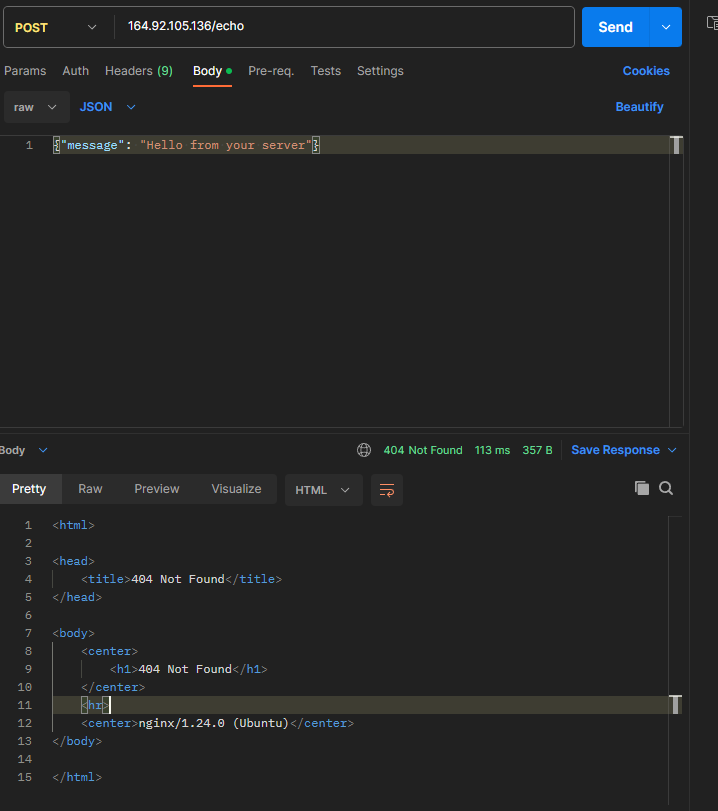 POST 164.92.105.136/echo Send
Params Auth Headers (9) Body Pre-req. Tests Settings Cookies
raw JSON Beautify
1 {"message": "Hello from your server"}
Body 404 Not Found 113 ms 357 B Save Response
Pretty Raw Preview Visualize HTML
1 <html>
2
3 <head>
4 <title>404 Not Found</title>
5 </head>
6
7 <body>
8 <center>
9 <h1>404 Not Found</h1>
10 </center>
11 <hr>
12 <center>nginx/1.24.0 (Ubuntu)</center>
13 </body>
14
15 </html>